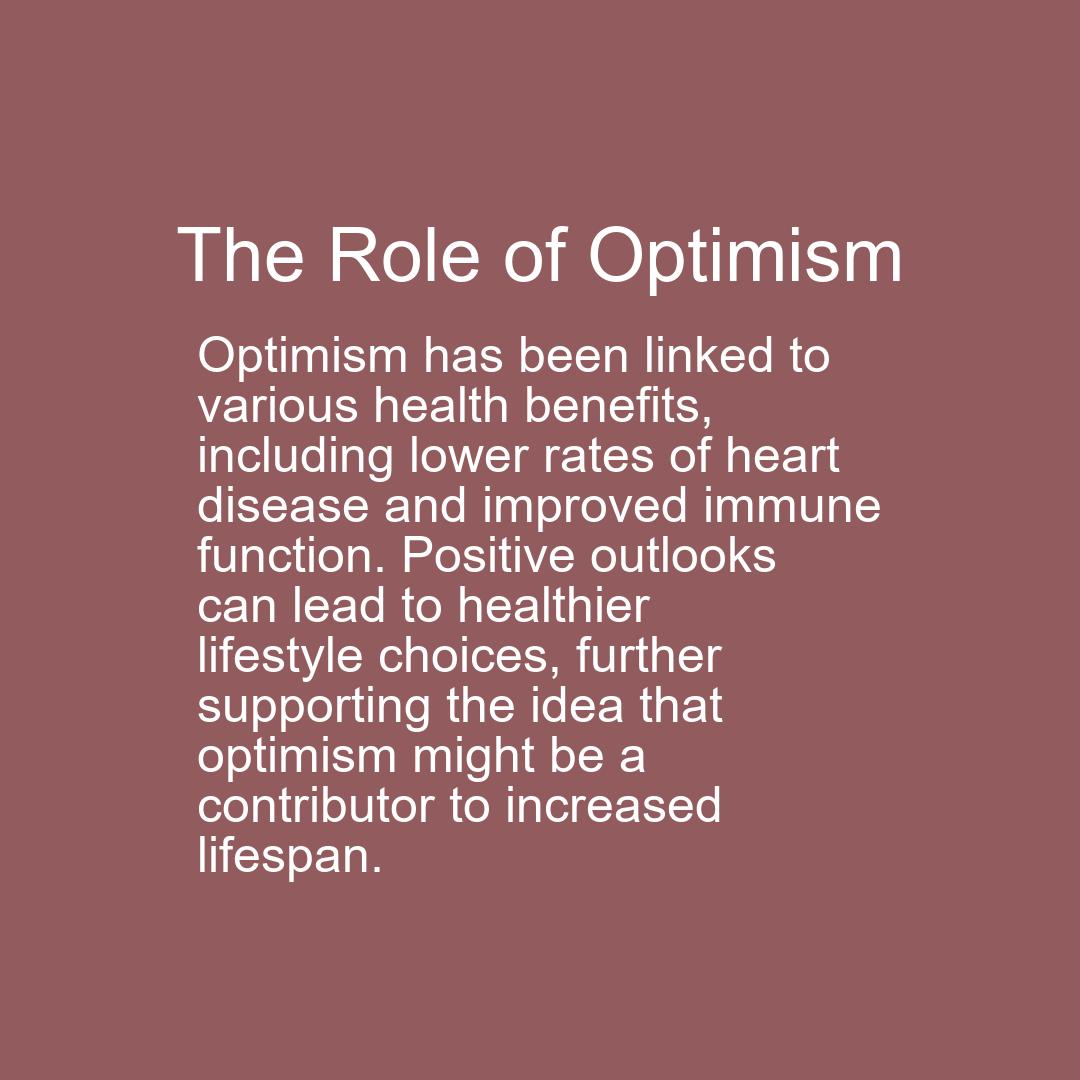 The Role of Optimism
Optimism has been linked to
various health benefits,
including lower rates of heart
disease and improved immune
function. Positive outlooks
can lead to healthier
lifestyle choices, further
supporting the idea that
optimism might be a
contributor to increased
lifespan.